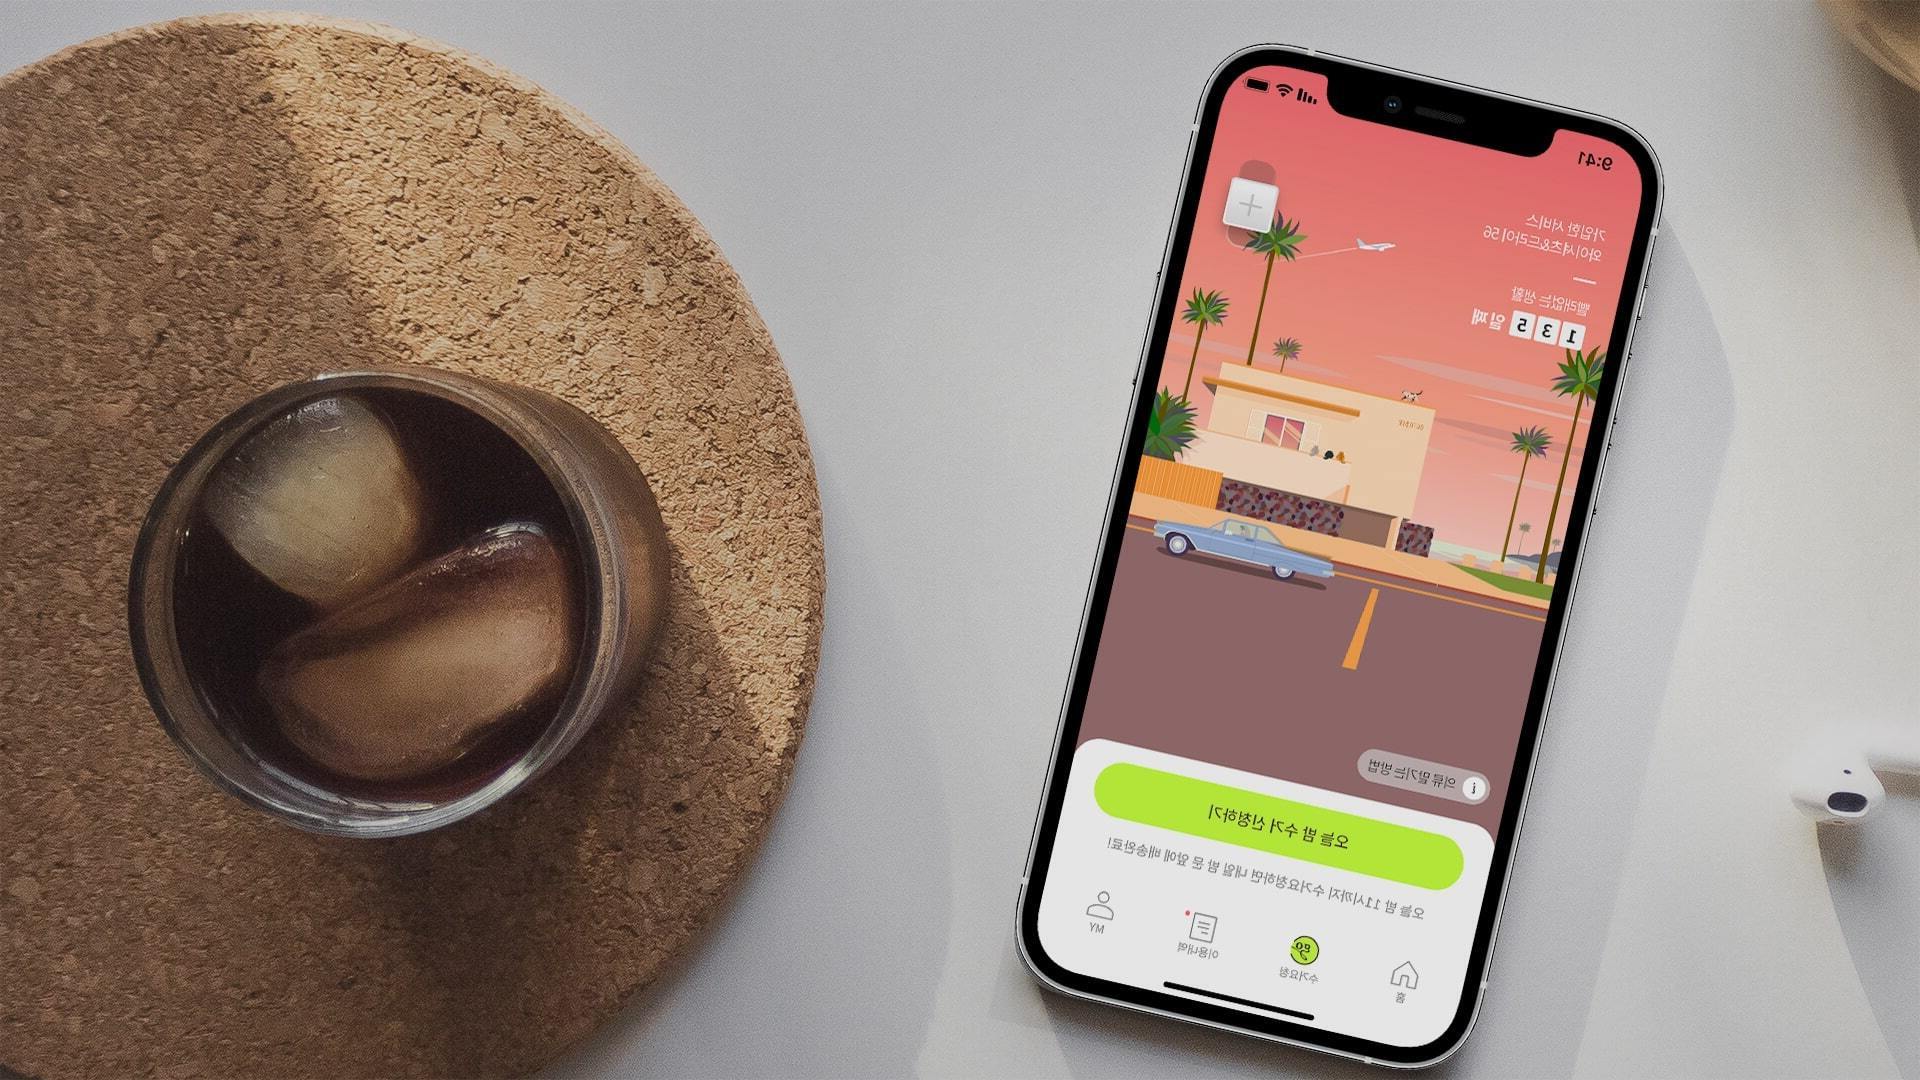 9:41
가입한 서비스
와이셔츠&드라이 56
빨래없는 생활
1 3 5 일째
의류 맡기는 방법
오늘 밤 수거 신청하기
오늘 밤 11시까지 수거요청하면 내일 밤 문 앞에 배송완료!
홈
수거요청
이용내역
MY
go